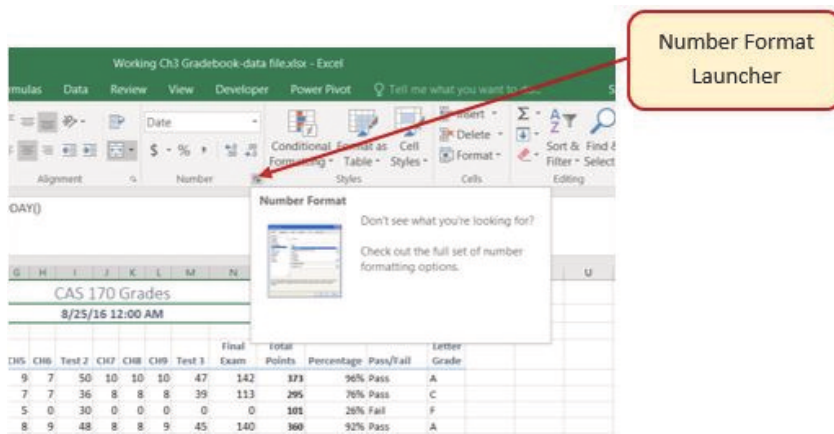 Number Format
Launcher
Working Ch3 Gradebook-data file.xlsx - Excel
rmulas Data Review View Developer Power Pivot Tell me what you want to
Date
Insert
Delete
Format
$ - % ,
Conditional Format as Cell
Formatting Table Styles
Sort & Find &
Filter Select
Alignment Number Styles Cells Editing
ODAY()
Number Format
Don't see what you're looking for?
Check out the full set of number
formatting options.
G H I J K L M N U
CAS 170 Grades
8/25/16 12:00 AM
Final Total Letter
CH5 CH6 Test 2 CH7 CH8 CH9 Test 3 Exam Points Percentage Pass/Fail Grade
9 7 50 10 10 10 47 142 373 96% Pass A
7 7 36 8 8 8 39 113 295 76% Pass C
5 0 30 0 0 0 0 0 101 26% Fail F
8 9 48 8 8 9 45 140 360 92% Pass A